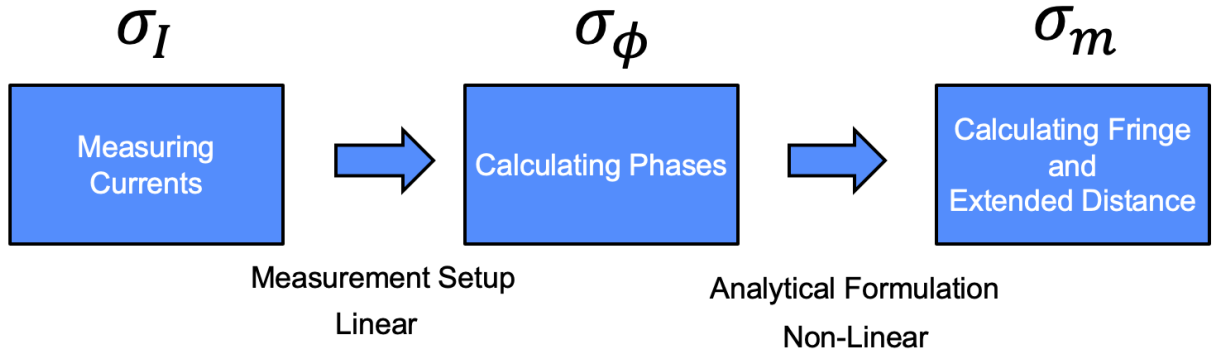 σ_I
σ_ϕ
σ_m
Measuring
Currents
Calculating Phases
Calculating Fringe
and
Extended Distance
Measurement Setup
Linear
Analytical Formulation
Non-Linear